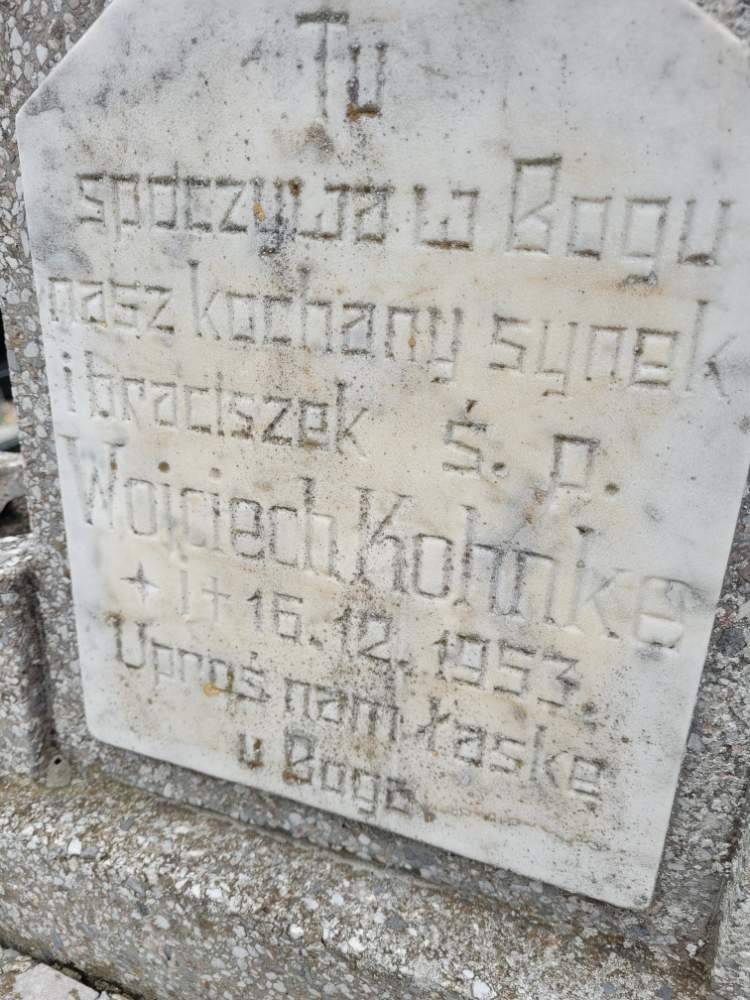 Tu
spoczywa w Bogu
nasz kochany synek
i braciszek ś. p.
Wojciech Kohnke
* i † 16. 12. 1953.
Uproś nam łaskę
u Boga